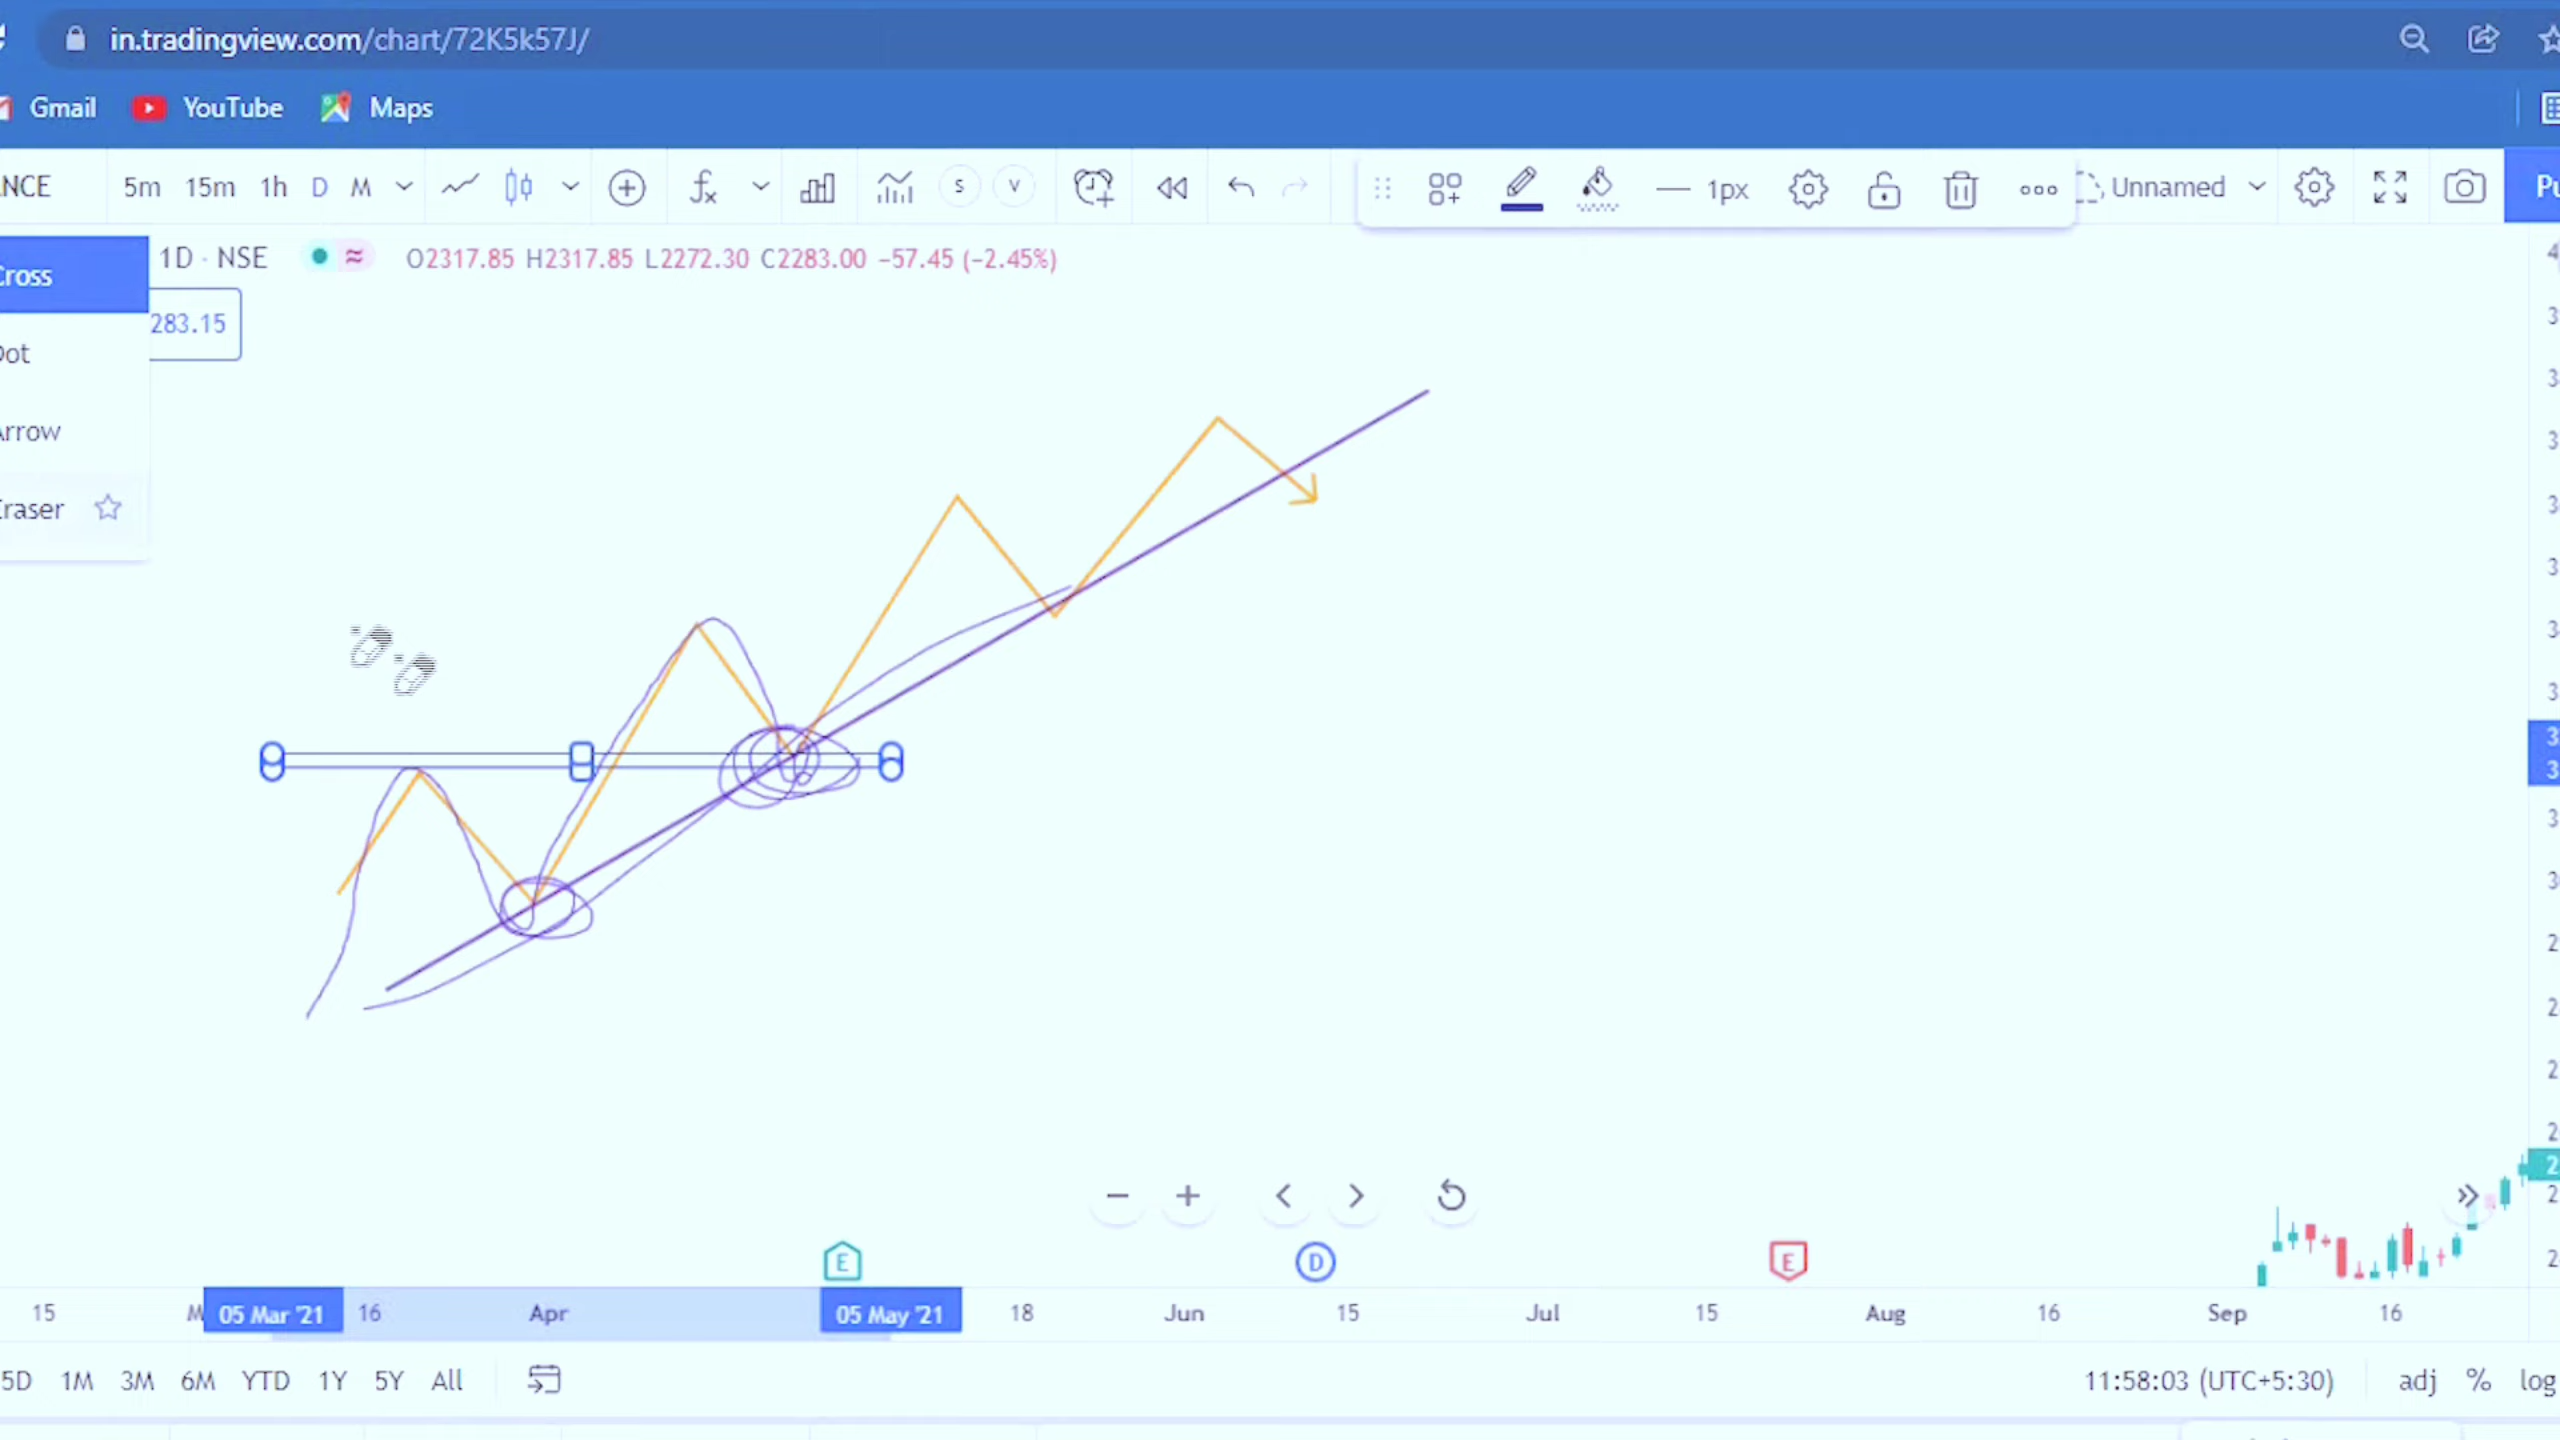 in.tradingview.com/chart/72K5k57J/
Gmail YouTube Maps
NCE 5m 15m 1h D M S V 1px Unnamed Pu
1D · NSE O2317.85 H2317.85 L2272.30 C2283.00 −57.45 (−2.45%)
Cross
283.15
Dot
Arrow
Eraser
E D E
15 M 05 Mar '21 16 Apr 05 May '21 18 Jun 15 Jul 15 Aug 16 Sep 16
5D 1M 3M 6M YTD 1Y 5Y All 11:58:03 (UTC+5:30) adj % log